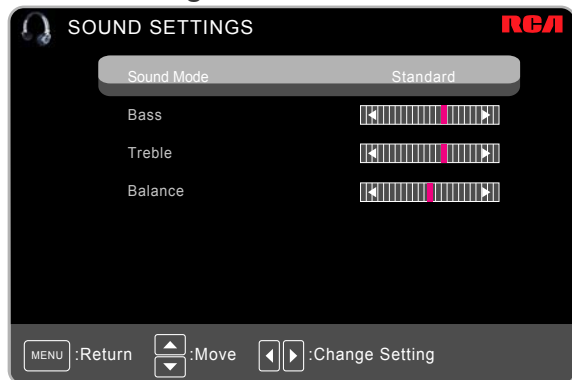 SOUND SETTINGS RCA
Sound Mode Standard
Bass
Treble
Balance
MENU :Return :Move :Change Setting